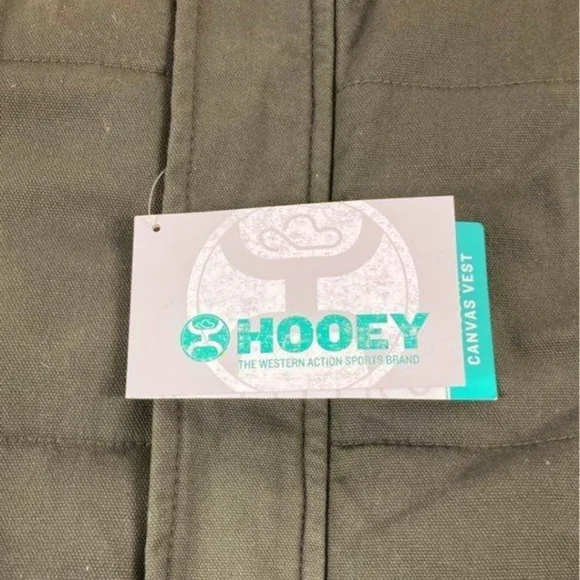 HOOEY
THE WESTERN ACTION SPORTS BRAND
CANVAS VEST